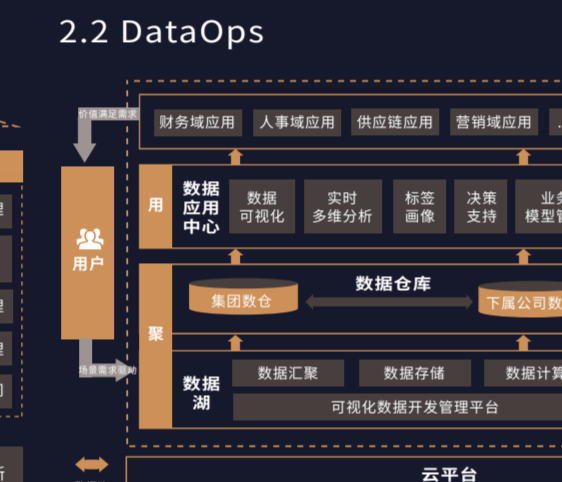 2.2 DataOps
价值满足需求
财务域应用
人事域应用
供应链应用
营销域应用
用
数据
应用
中心
数据
可视化
实时
多维分析
标签
画像
决策
支持
用户
数据仓库
集团数仓
下属公司数
聚
场景需求驱动
数据
湖
数据汇聚
数据存储
数据计算
可视化数据开发管理平台
云平台